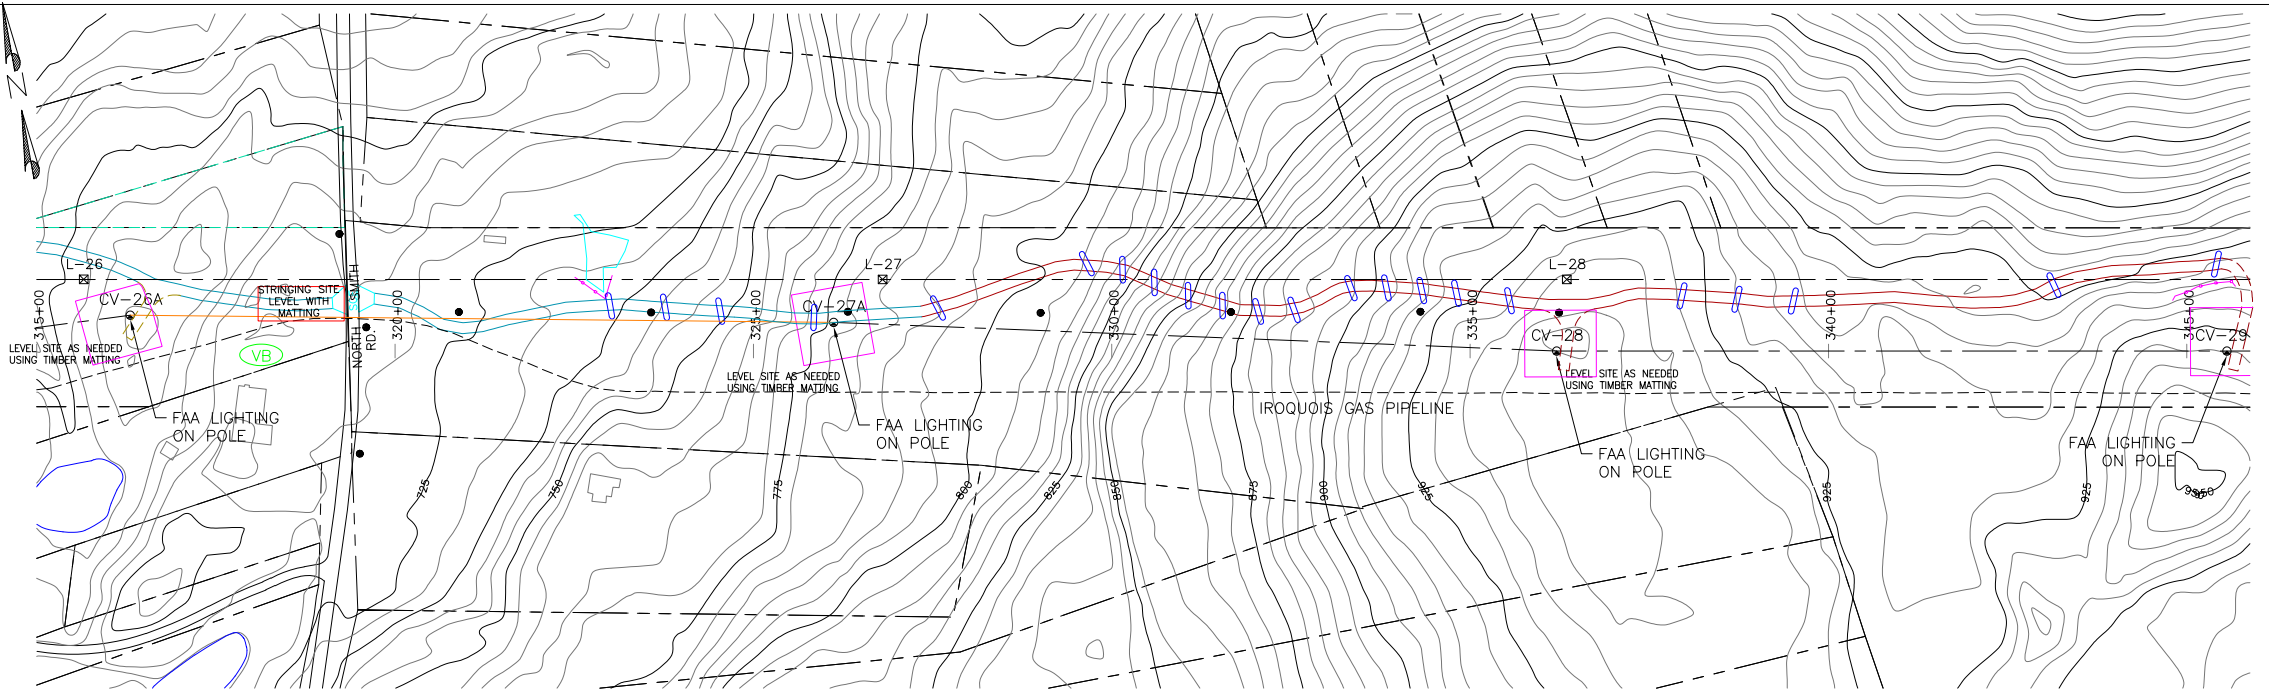 N
L-26
CV-26A
315+00
LEVEL SITE AS NEEDED
USING TIMBER MATTING
FAA LIGHTING
ON POLE
VB
STRINGING SITE
LEVEL WITH
MATTING
NORTH SMITH
RD.
320+00
725
750
325+00
L-27
CV-27A
LEVEL SITE AS NEEDED
USING TIMBER MATTING
FAA LIGHTING
ON POLE
775
800
825
850
330+00
875
900
925
IROQUOIS GAS PIPELINE
335+00
L-28
CV-28
LEVEL SITE AS NEEDED
USING TIMBER MATTING
FAA LIGHTING
ON POLE
340+00
925
925
345+00
CV-29
FAA LIGHTING
ON POLE
950